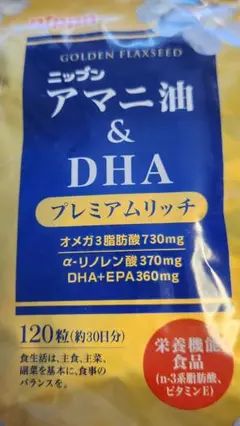 GOLDEN FLAXSEED
ニップン
アマニ油
&
DHA
プレミアムリッチ
オメガ3脂肪酸730mg
α-リノレン酸370mg
DHA+EPA360mg
120粒(約30日分)
食生活は、主食、主菜、
副菜を基本に、食事の
バランスを。
栄養機能
食品
(n-3系脂肪酸、
ビタミンE)